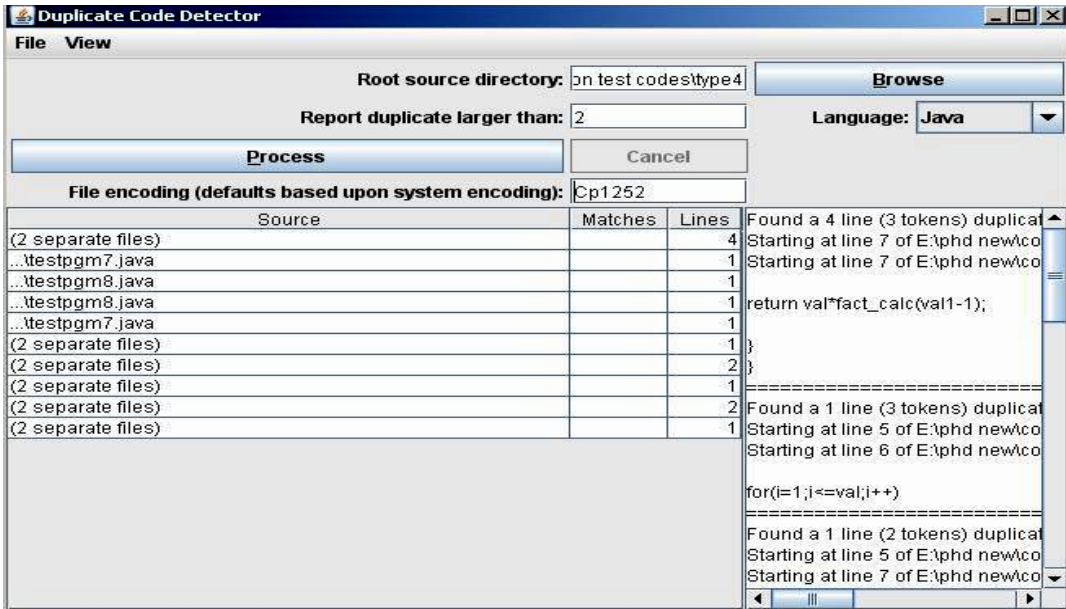 Duplicate Code Detector
File View
Root source directory: on test codes\type4 Browse
Report duplicate larger than: 2 Language: Java
Process Cancel
File encoding (defaults based upon system encoding): Cp1252
Source Matches Lines
(2 separate files) 4
...\testpgm7.java 1
...\testpgm8.java 1
...\testpgm8.java 1
...\testpgm7.java 1
(2 separate files) 1
(2 separate files) 2
(2 separate files) 1
(2 separate files) 2
(2 separate files) 1
Found a 4 line (3 tokens) duplicat
Starting at line 7 of E:\phd new\co
Starting at line 7 of E:\phd new\co
return val*fact_calc(val1-1);
}
}
==============================
Found a 1 line (3 tokens) duplicat
Starting at line 5 of E:\phd new\co
Starting at line 6 of E:\phd new\co
for(i=1;i<=val;i++)
==============================
Found a 1 line (2 tokens) duplicat
Starting at line 5 of E:\phd new\co
Starting at line 7 of E:\phd new\co